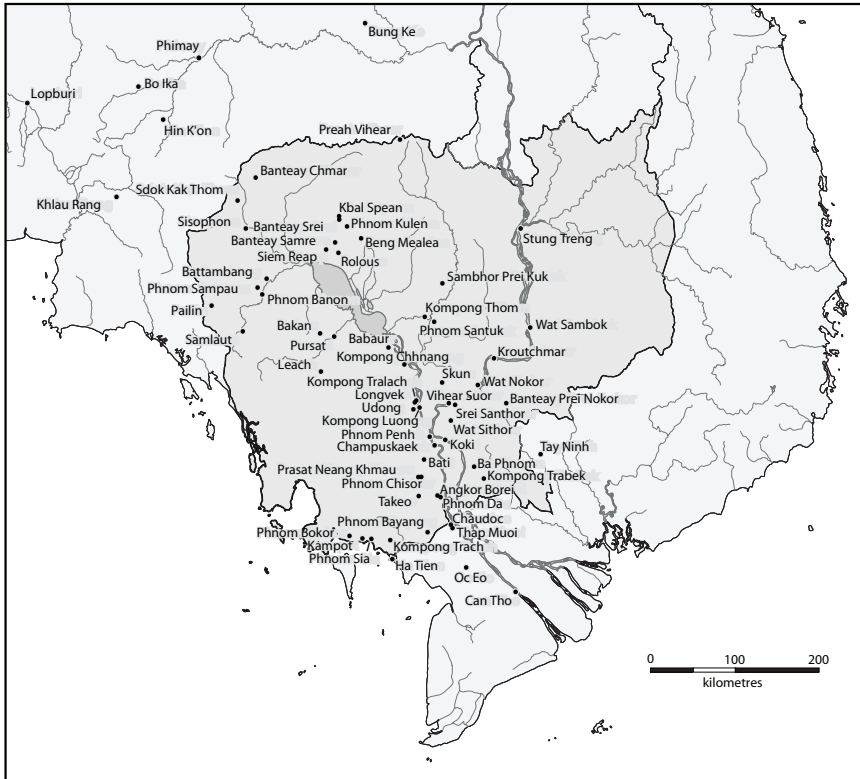 Bung Ke
Phimay
Bo Ika
Lopburi
Hin K'on
Preah Vihear
Banteay Chmar
Sdok Kak Thom
Khlau Rang
Kbal Spean
Sisophon
Banteay Srei
Phnom Kulen
Banteay Samre
Beng Mealea
Stung Treng
Siem Reap
Rolous
Battambang
Sambhor Prei Kuk
Phnom Sampau
Phnom Banon
Pailin
Kompong Thom
Bakan
Phnom Santuk
Wat Sambok
Samlaut
Pursat
Babaur
Kompong Chhnang
Kroutchmar
Leach
Skun
Kompong Tralach
Wat Nokor
Longvek
Vihear Suor
Banteay Prei Nokor
Udong
Srei Santhor
Kompong Luong
Wat Sithor
Phnom Penh
Koki
Champuskaek
Tay Ninh
Bati
Ba Phnom
Prasat Neang Khmau
Kompong Trabek
Phnom Chisor
Angkor Borei
Takeo
Phnom Da
Phnom Bayang
Chaudoc
Phnom Bokor
Thap Muoi
Kampot
Kompong Trach
Phnom Sia
Ha Tien
Oc Eo
Can Tho
0 100 200
kilometres